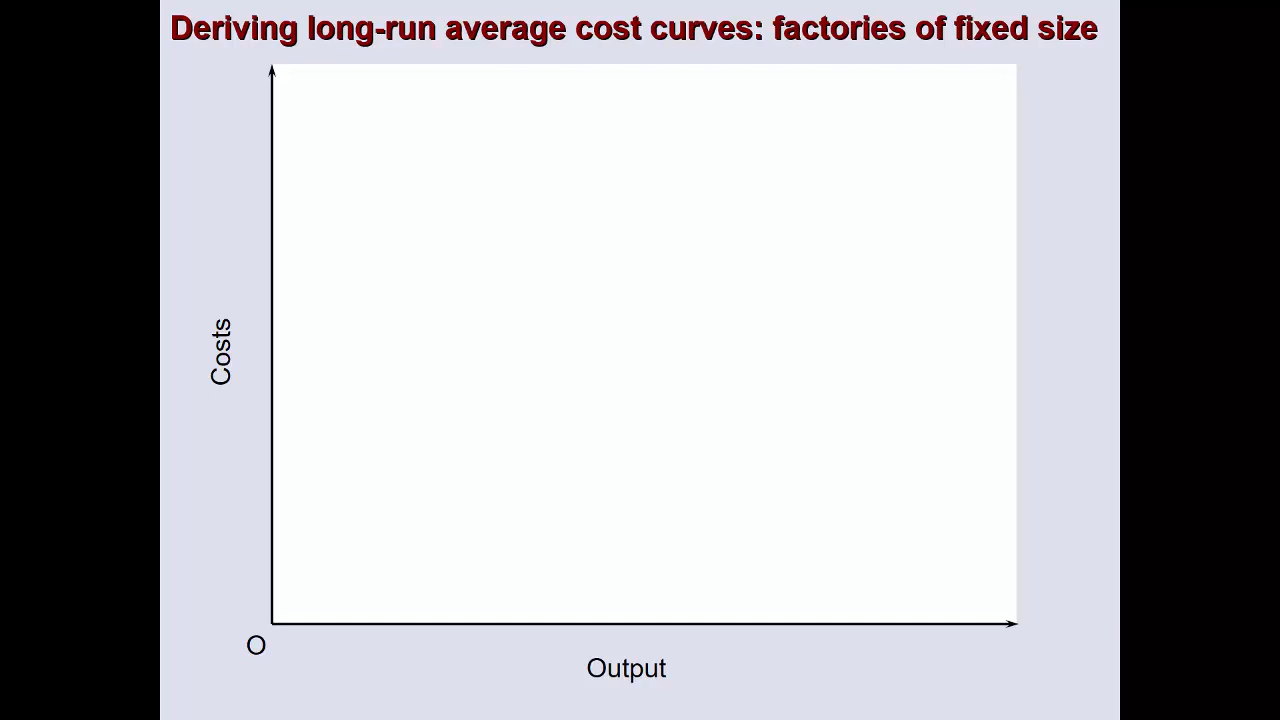 Deriving long-run average cost curves: factories of fixed size
Costs
O
Output